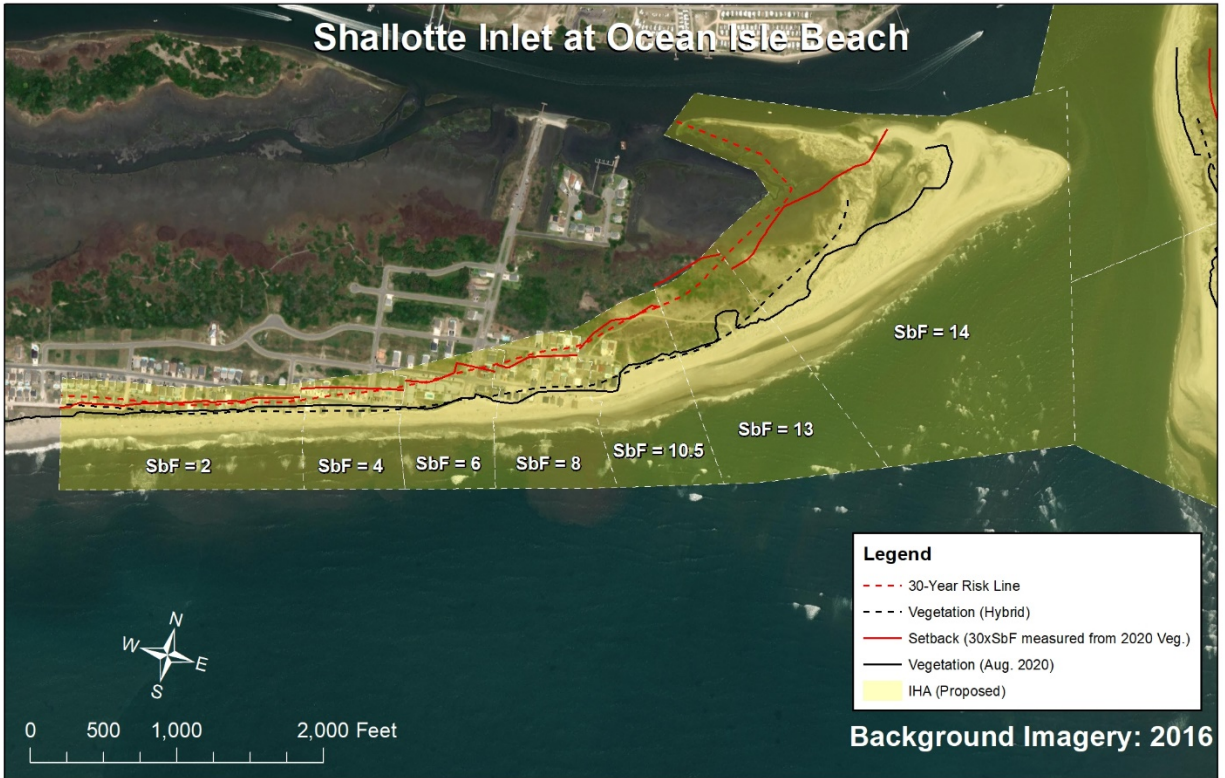 Shallotte Inlet at Ocean Isle Beach
SbF = 14
SbF = 13
SbF = 10.5
SbF = 2
SbF = 4
SbF = 6
SbF = 8
Legend
30-Year Risk Line
Vegetation (Hybrid)
Setback (30xSbF measured from 2020 Veg.)
Vegetation (Aug. 2020)
IHA (Proposed)
N
W
E
S
0 500 1,000 2,000 Feet
Background Imagery: 2016